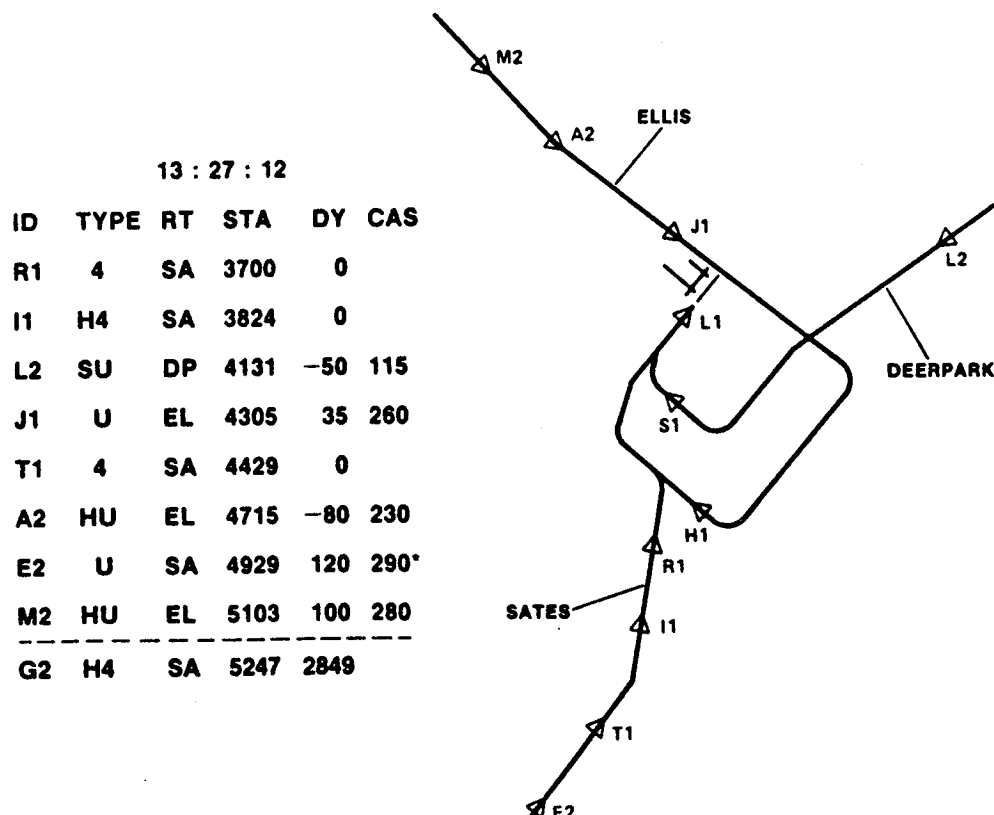 13 : 27 : 12
ID TYPE RT STA DY CAS
R1 4 SA 3700 0
I1 H4 SA 3824 0
L2 SU DP 4131 −50 115
J1 U EL 4305 35 260
T1 4 SA 4429 0
A2 HU EL 4715 −80 230
E2 U SA 4929 120 290*
M2 HU EL 5103 100 280
G2 H4 SA 5247 2849
M2
ELLIS
A2
J1
L2
L1
DEERPARK
S1
H1
R1
SATES
I1
T1
E2